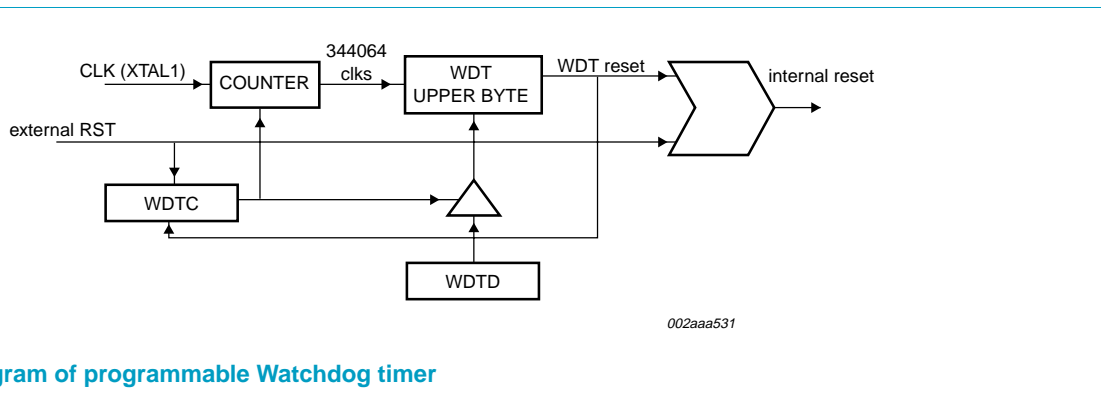 344064
clks
CLK (XTAL1)
COUNTER
WDT
UPPER BYTE
WDT reset
internal reset
external RST
WDTC
WDTD
002aaa531
gram of programmable Watchdog timer